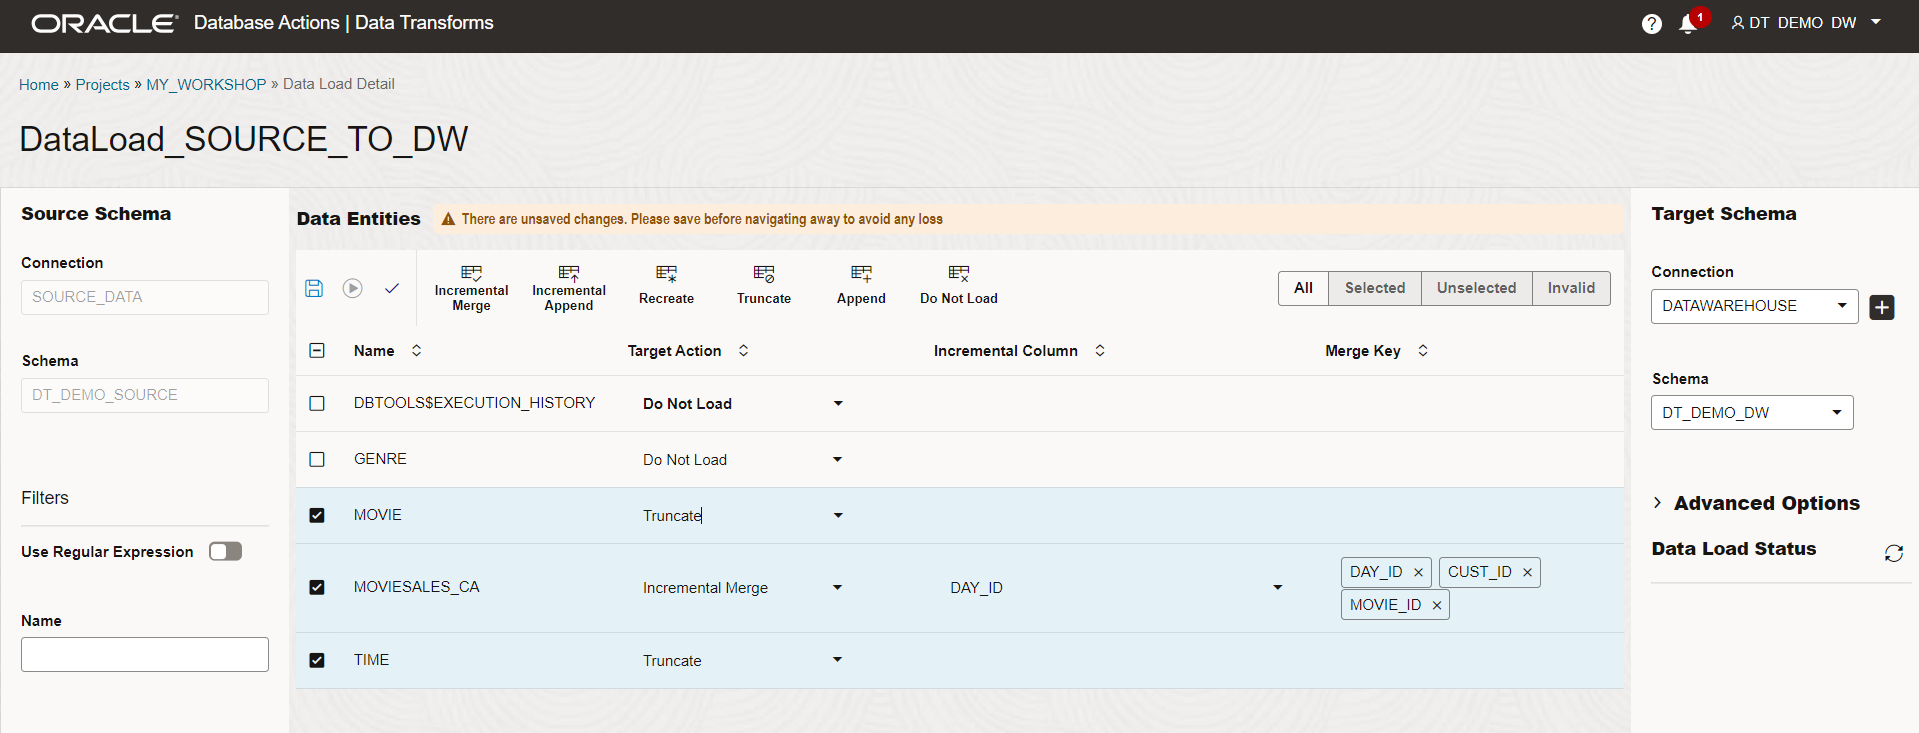 ORACLE Database Actions | Data Transforms
1
DT_DEMO_DW
Home » Projects » MY_WORKSHOP » Data Load Detail
DataLoad_SOURCE_TO_DW
Source Schema
Connection
SOURCE_DATA
Schema
DT_DEMO_SOURCE
Filters
Use Regular Expression
Name
Data Entities
There are unsaved changes. Please save before navigating away to avoid any loss
Incremental Merge
Incremental Append
Recreate
Truncate
Append
Do Not Load
All Selected Unselected Invalid
Name Target Action Incremental Column Merge Key
DBTOOLS$EXECUTION_HISTORY Do Not Load
GENRE Do Not Load
MOVIE Truncate
MOVIESALES_CA Incremental Merge DAY_ID DAY_ID × CUST_ID ×
MOVIE_ID ×
TIME Truncate
Target Schema
Connection
DATAWAREHOUSE
Schema
DT_DEMO_DW
Advanced Options
Data Load Status